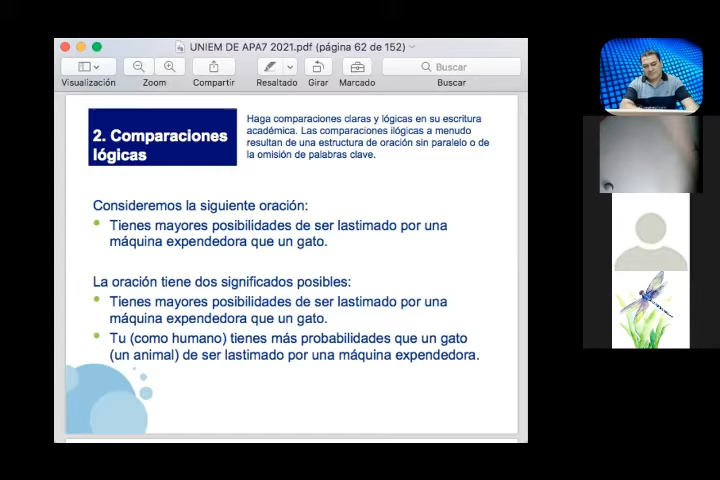 UNIEM DE APA7 2021.pdf (página 62 de 152)
Buscar
Visualización Zoom Compartir Resaltado Girar Marcado Buscar
2. Comparaciones
lógicas
Haga comparaciones claras y lógicas en su escritura
académica. Las comparaciones ilógicas a menudo
resultan de una estructura de oración sin paralelo o de
la omisión de palabras clave.
Consideremos la siguiente oración:
Tienes mayores posibilidades de ser lastimado por una
máquina expendedora que un gato.
La oración tiene dos significados posibles:
Tienes mayores posibilidades de ser lastimado por una
máquina expendedora que un gato.
Tu (como humano) tienes más probabilidades que un gato
(un animal) de ser lastimado por una máquina expendedora.